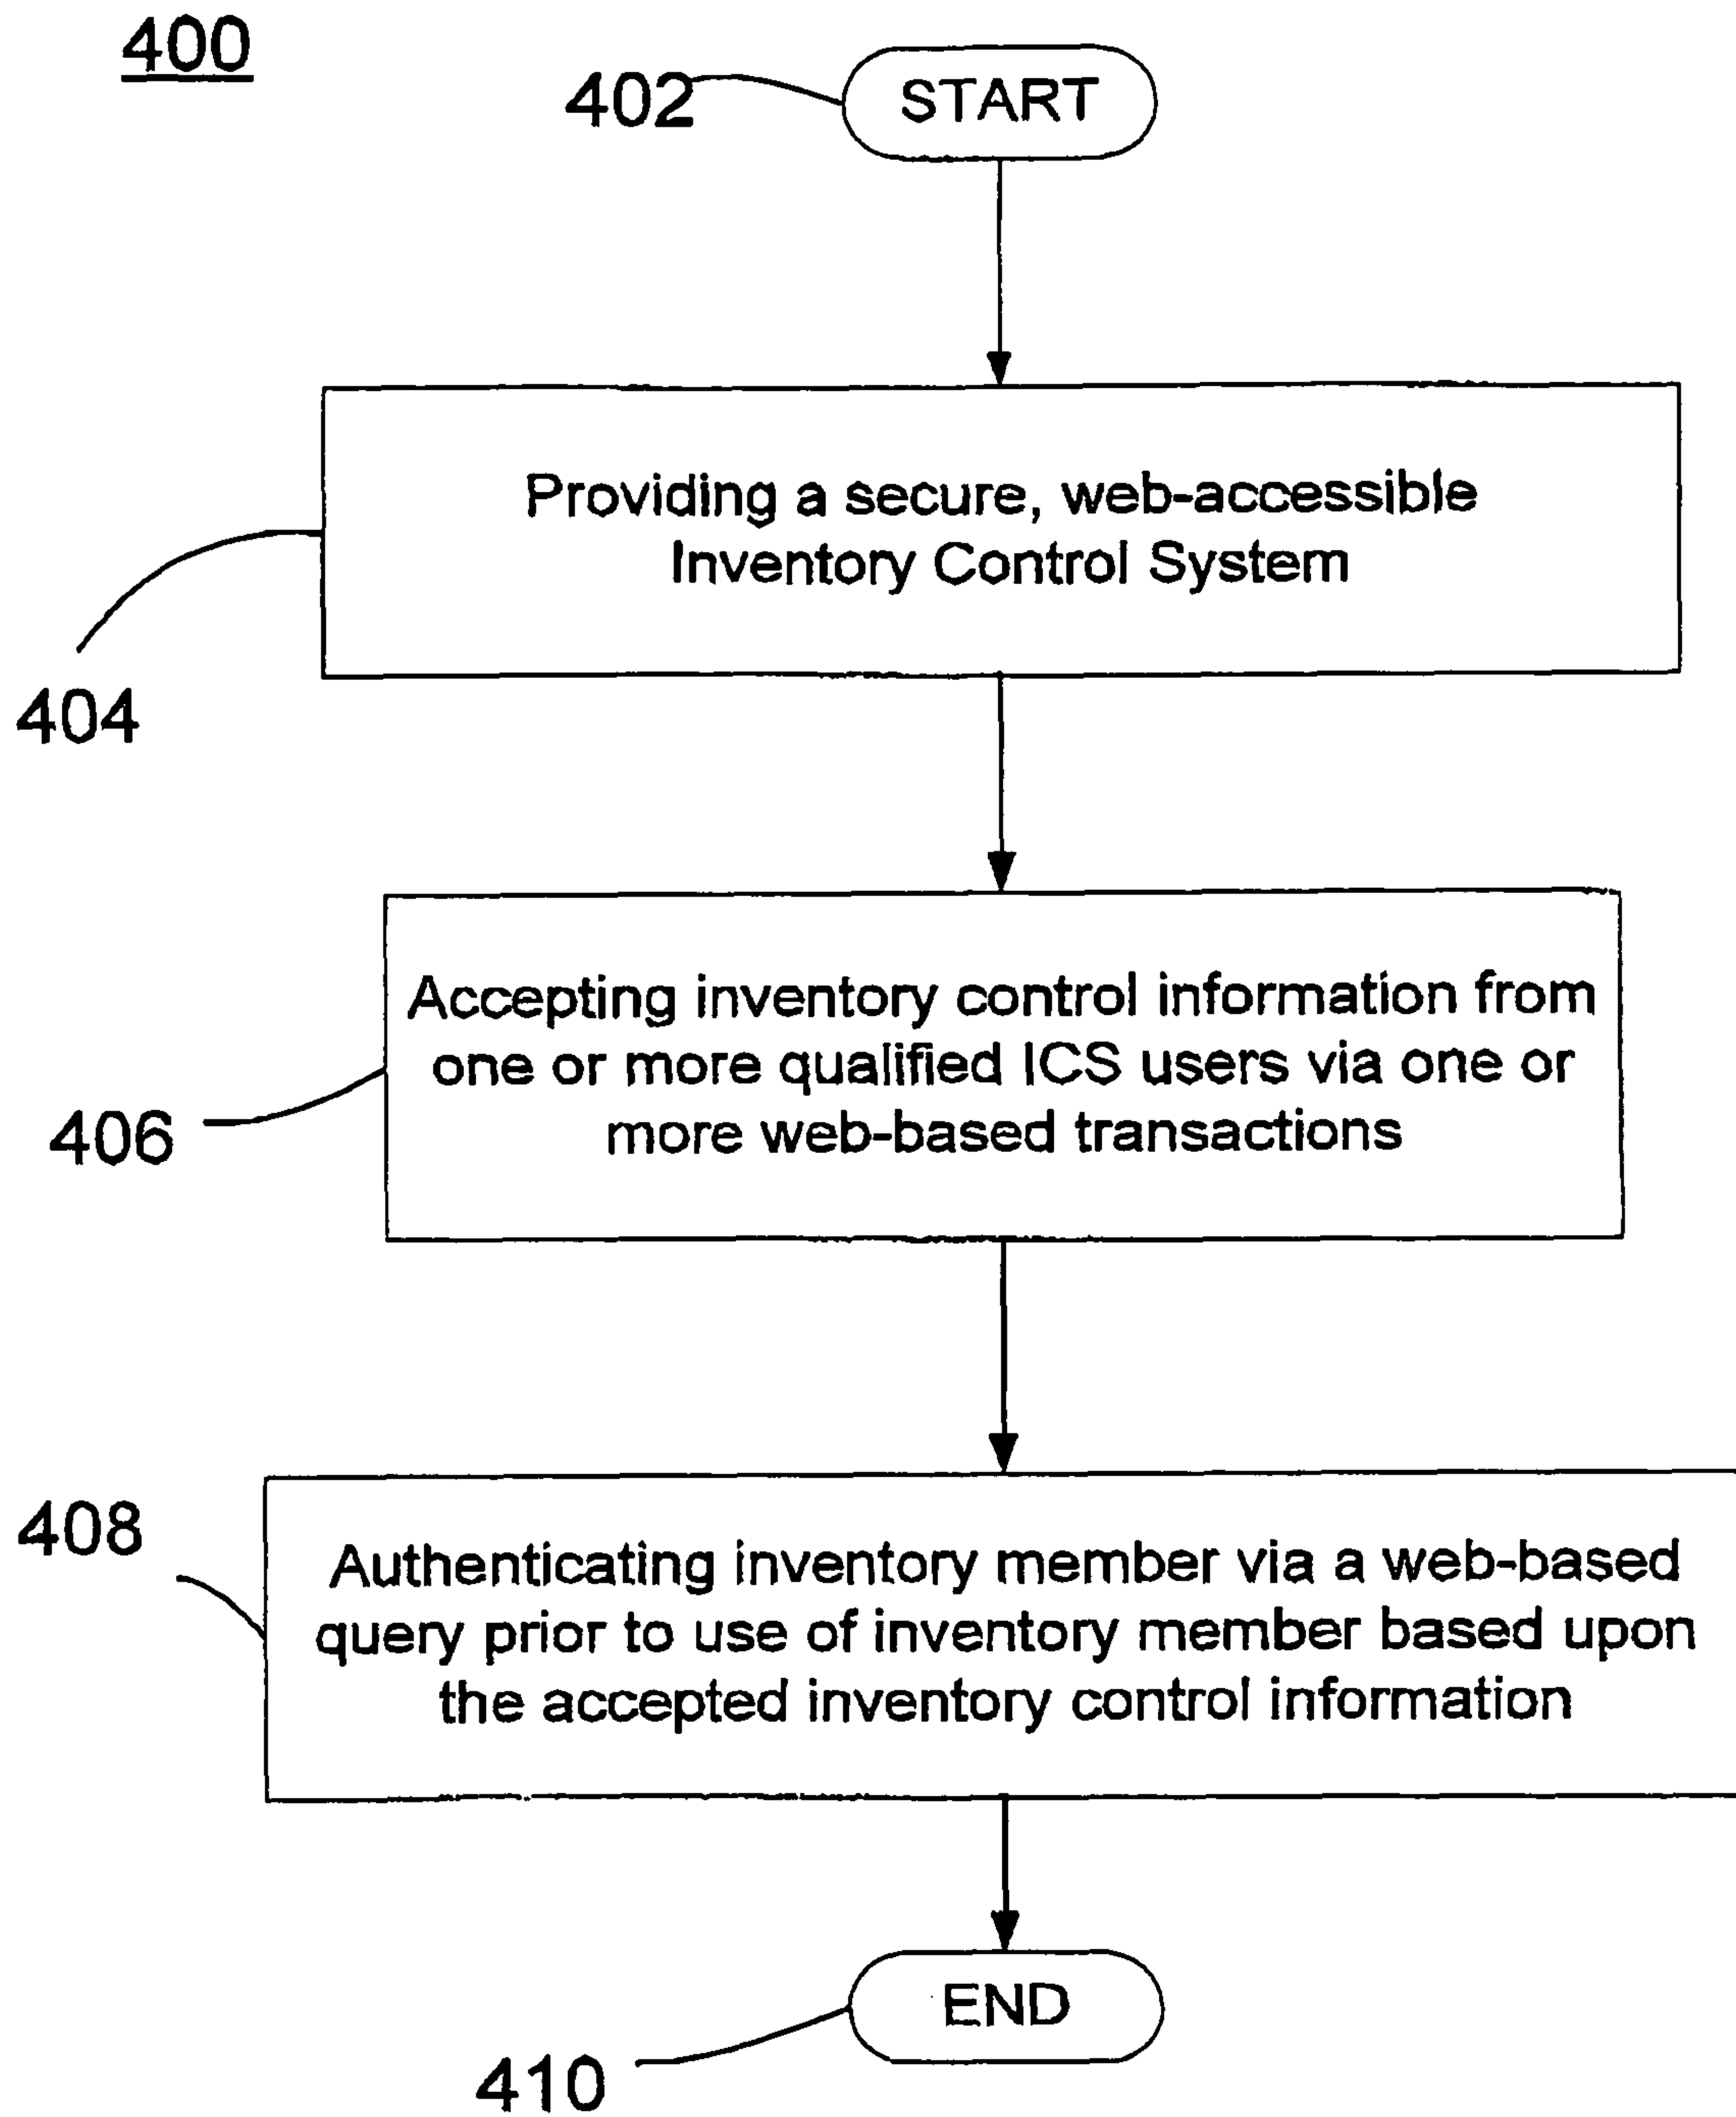 400
402
START
Providing a secure, web-accessible
Inventory Control System
404
Accepting inventory control information from
one or more qualified ICS users via one or
more web-based transactions
406
408
Authenticating inventory member via a web-based
query prior to use of inventory member based upon
the accepted inventory control information
END
410